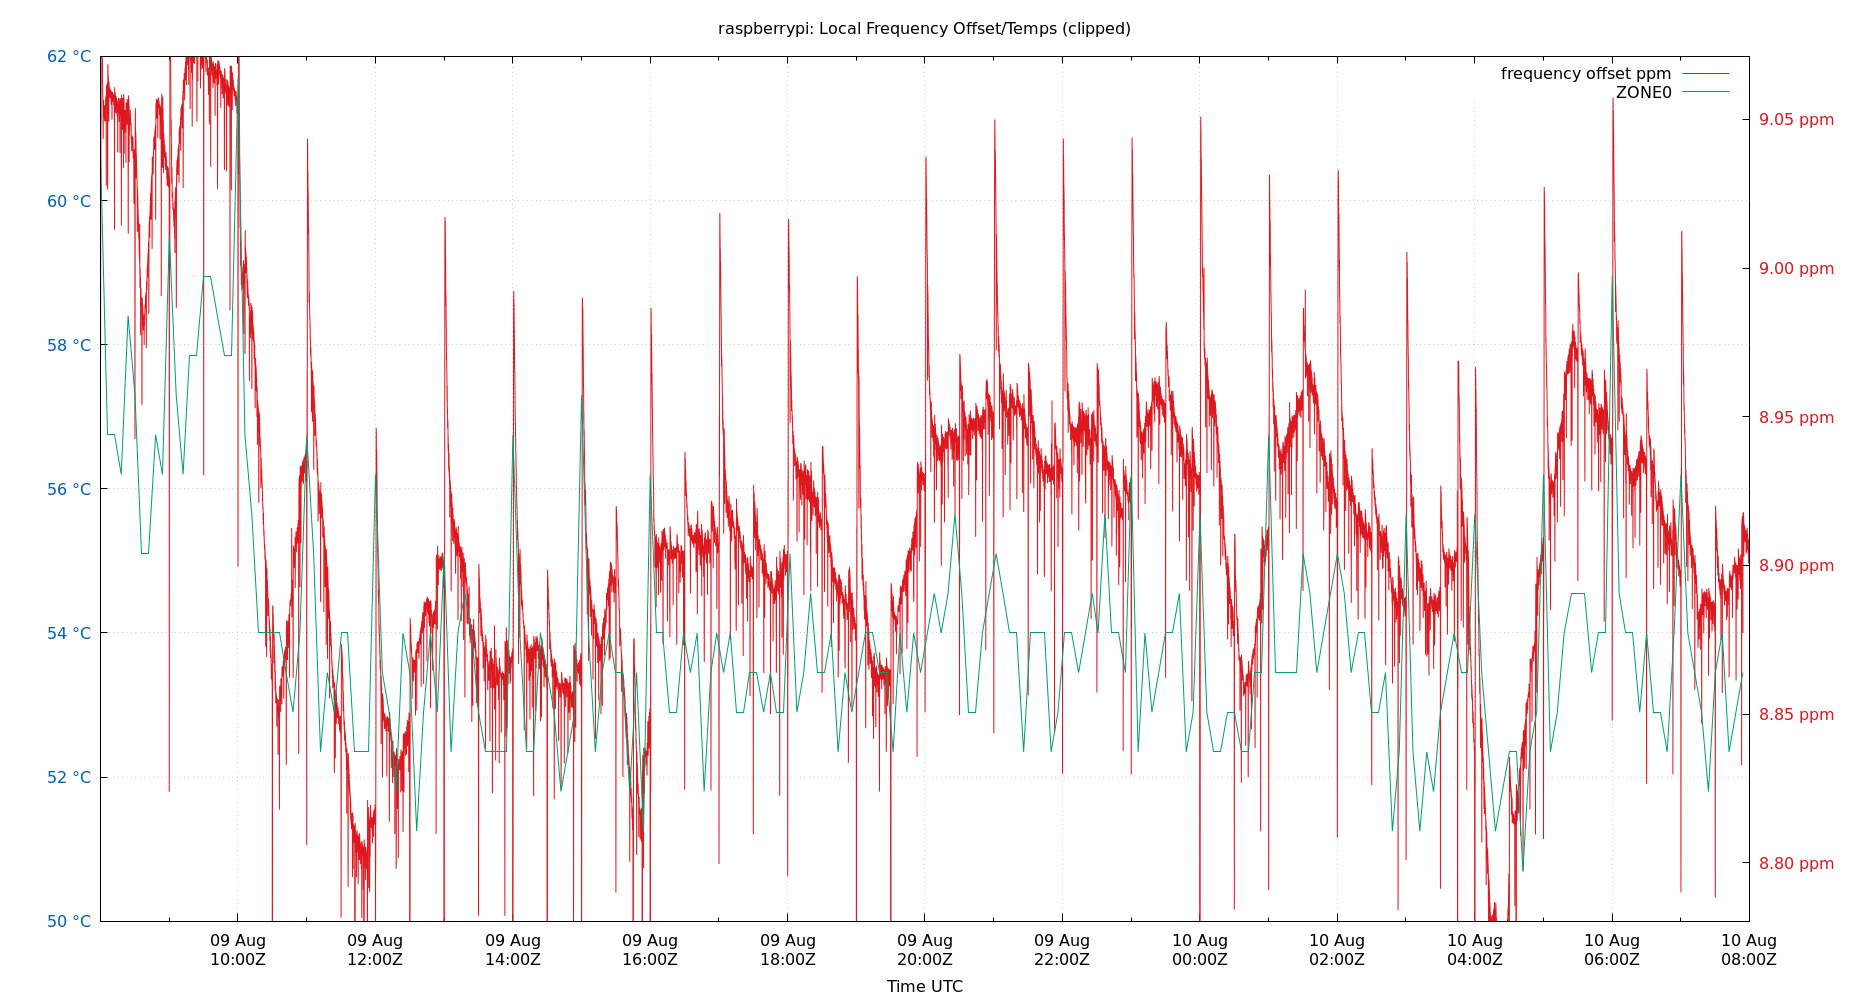 raspberrypi: Local Frequency Offset/Temps (clipped)
frequency offset ppm
ZONE0
62 °C
60 °C
58 °C
56 °C
54 °C
52 °C
50 °C
9.05 ppm
9.00 ppm
8.95 ppm
8.90 ppm
8.85 ppm
8.80 ppm
09 Aug
10:00Z
09 Aug
12:00Z
09 Aug
14:00Z
09 Aug
16:00Z
09 Aug
18:00Z
09 Aug
20:00Z
09 Aug
22:00Z
10 Aug
00:00Z
10 Aug
02:00Z
10 Aug
04:00Z
10 Aug
06:00Z
10 Aug
08:00Z
Time UTC